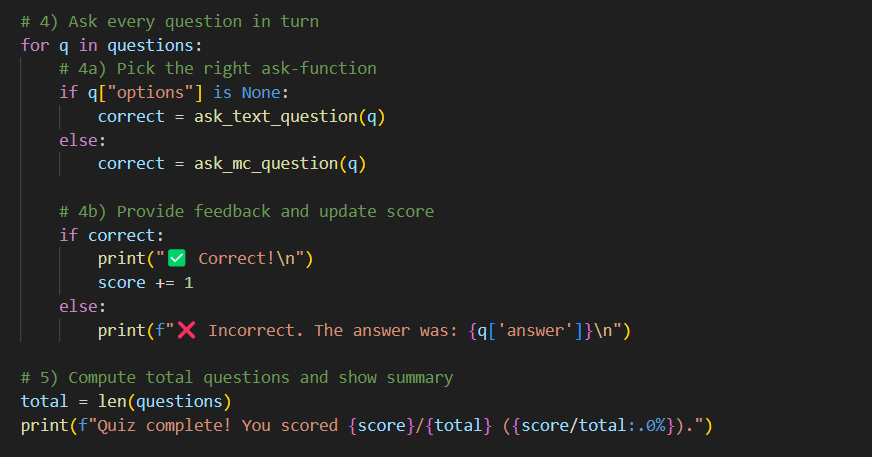 # 4) Ask every question in turn
for q in questions:
    # 4a) Pick the right ask-function
    if q["options"] is None:
        correct = ask_text_question(q)
    else:
        correct = ask_mc_question(q)

    # 4b) Provide feedback and update score
    if correct:
        print("✅ Correct!\n")
        score += 1
    else:
        print(f"❌ Incorrect. The answer was: {q['answer']}\n")

# 5) Compute total questions and show summary
total = len(questions)
print(f"Quiz complete! You scored {score}/{total} ({score/total:.0%}).")